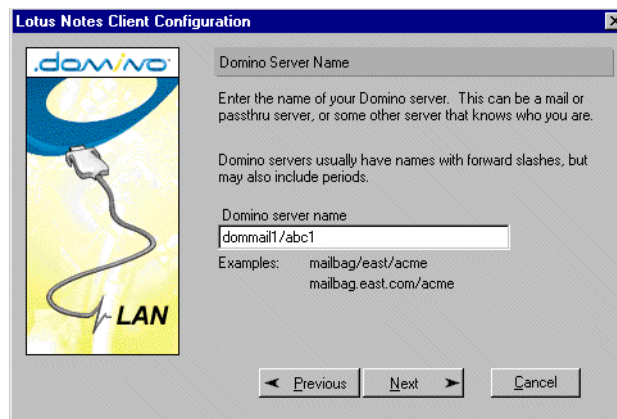 Lotus Notes Client Configuration
.domino
Domino Server Name
Enter the name of your Domino server. This can be a mail or
passthru server, or some other server that knows who you are.
Domino servers usually have names with forward slashes, but
may also include periods.
Domino server name
dommail1/abc1
Examples: mailbag/east/acme
mailbag.east.com/acme
LAN
Previous Next Cancel